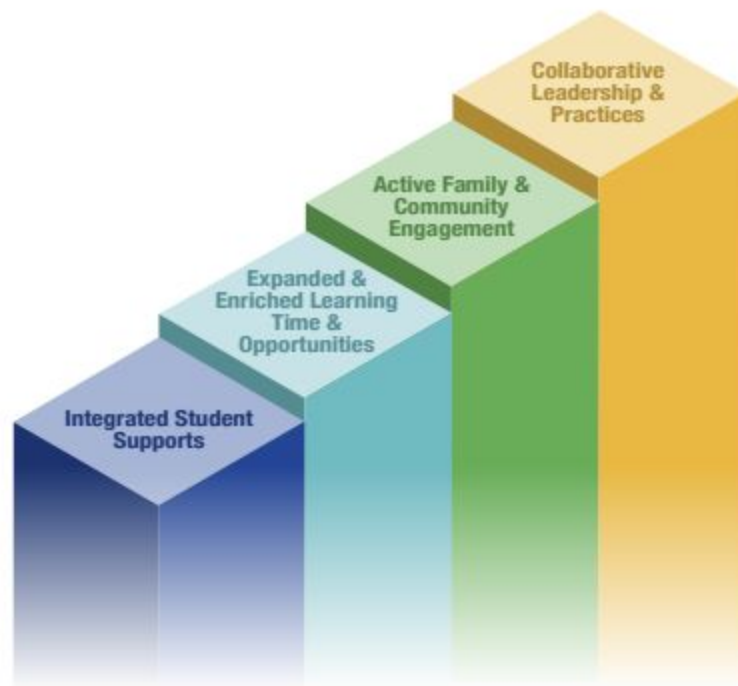 Collaborative
Leadership &
Practices
Active Family &
Community
Engagement
Expanded &
Enriched Learning
Time &
Opportunities
Integrated Student
Supports